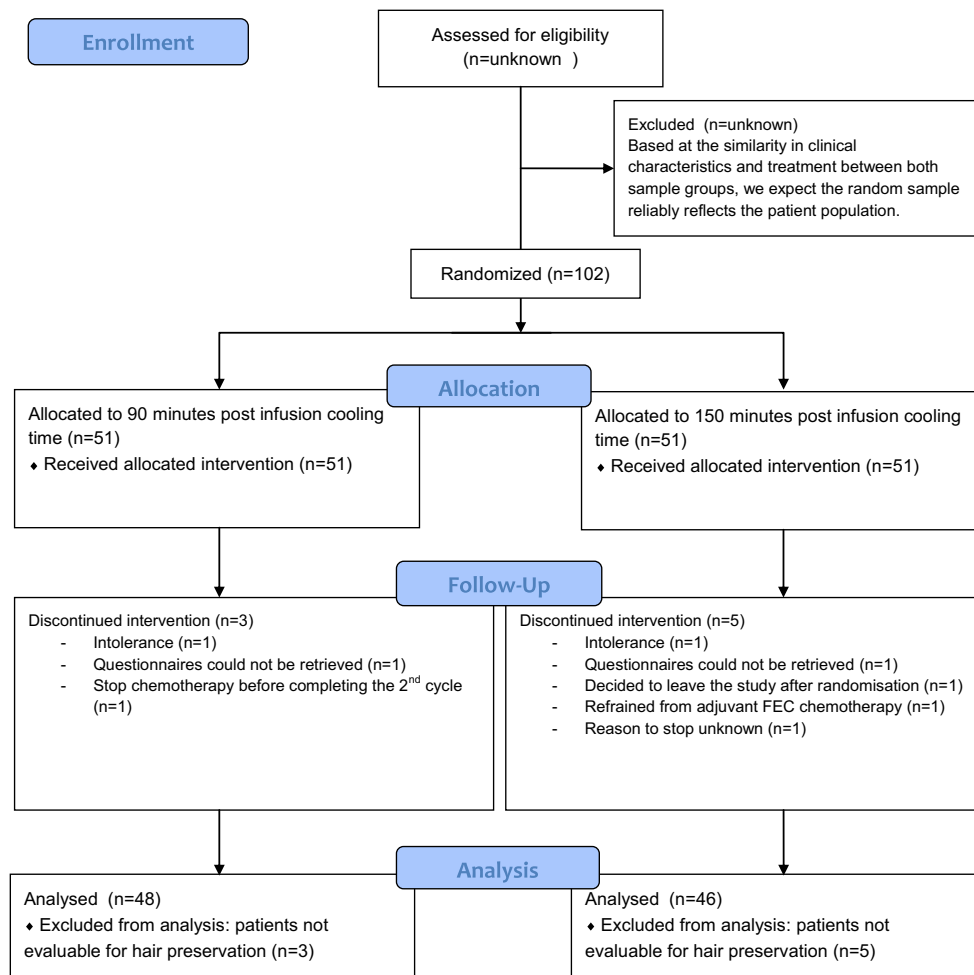 Enrollment
Assessed for eligibility
(n=unknown )
Excluded (n=unknown)
Based at the similarity in clinical
characteristics and treatment between both
sample groups, we expect the random sample
reliably reflects the patient population.
Randomized (n=102)
Allocation
Allocated to 90 minutes post infusion cooling
time (n=51)
♦ Received allocated intervention (n=51)
Allocated to 150 minutes post infusion cooling
time (n=51)
♦ Received allocated intervention (n=51)
Follow-Up
Discontinued intervention (n=3)
- Intolerance (n=1)
- Questionnaires could not be retrieved (n=1)
- Stop chemotherapy before completing the 2nd cycle
(n=1)
Discontinued intervention (n=5)
- Intolerance (n=1)
- Questionnaires could not be retrieved (n=1)
- Decided to leave the study after randomisation (n=1)
- Refrained from adjuvant FEC chemotherapy (n=1)
- Reason to stop unknown (n=1)
Analysis
Analysed (n=48)
♦ Excluded from analysis: patients not
evaluable for hair preservation (n=3)
Analysed (n=46)
♦ Excluded from analysis: patients not
evaluable for hair preservation (n=5)